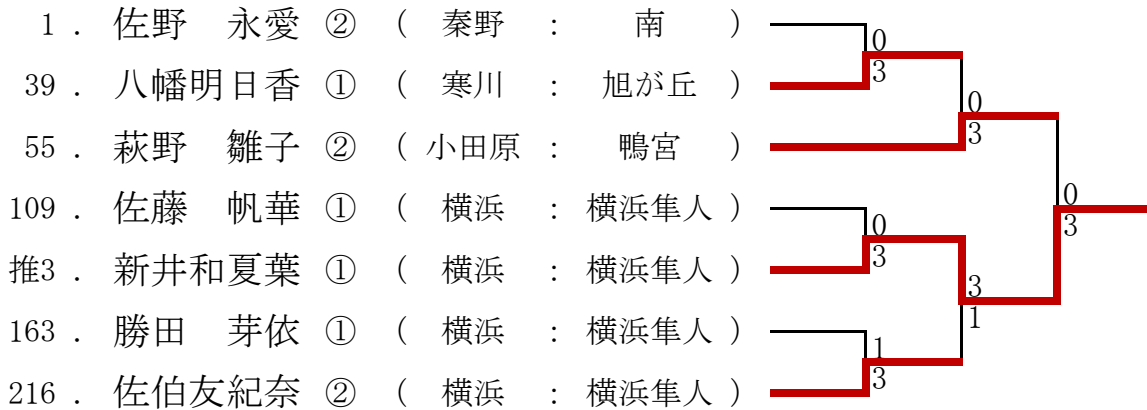 1 . 佐野　永愛 ② ( 秦野 : 南 )
0
39 . 八幡明日香 ① ( 寒川 : 旭が丘 )
3
0
55 . 萩野　雛子 ② ( 小田原 : 鴨宮 )
3
109 . 佐藤　帆華 ① ( 横浜 : 横浜隼人 )
0
3
0
推3 . 新井和夏葉 ① ( 横浜 : 横浜隼人 )
3
3
163 . 勝田　芽依 ① ( 横浜 : 横浜隼人 )
1
1
216 . 佐伯友紀奈 ② ( 横浜 : 横浜隼人 )
3